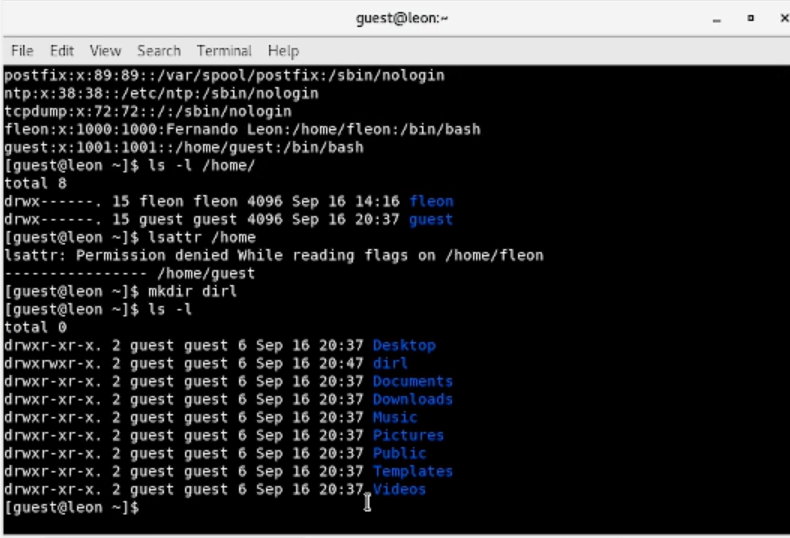 guest@leon:~
File Edit View Search Terminal Help
postfix:x:89:89::/var/spool/postfix:/sbin/nologin
ntp:x:38:38::/etc/ntp:/sbin/nologin
tcpdump:x:72:72::/:/sbin/nologin
fleon:x:1000:1000:Fernando Leon:/home/fleon:/bin/bash
guest:x:1001:1001::/home/guest:/bin/bash
[guest@leon ~]$ ls -l /home/
total 8
drwx------. 15 fleon fleon 4096 Sep 16 14:16 fleon
drwx------. 15 guest guest 4096 Sep 16 20:37 guest
[guest@leon ~]$ lsattr /home
lsattr: Permission denied While reading flags on /home/fleon
---------------- /home/guest
[guest@leon ~]$ mkdir dirl
[guest@leon ~]$ ls -l
total 0
drwxr-xr-x. 2 guest guest 6 Sep 16 20:37 Desktop
drwxrwxr-x. 2 guest guest 6 Sep 16 20:47 dirl
drwxr-xr-x. 2 guest guest 6 Sep 16 20:37 Documents
drwxr-xr-x. 2 guest guest 6 Sep 16 20:37 Downloads
drwxr-xr-x. 2 guest guest 6 Sep 16 20:37 Music
drwxr-xr-x. 2 guest guest 6 Sep 16 20:37 Pictures
drwxr-xr-x. 2 guest guest 6 Sep 16 20:37 Public
drwxr-xr-x. 2 guest guest 6 Sep 16 20:37 Templates
drwxr-xr-x. 2 guest guest 6 Sep 16 20:37 Videos
[guest@leon ~]$